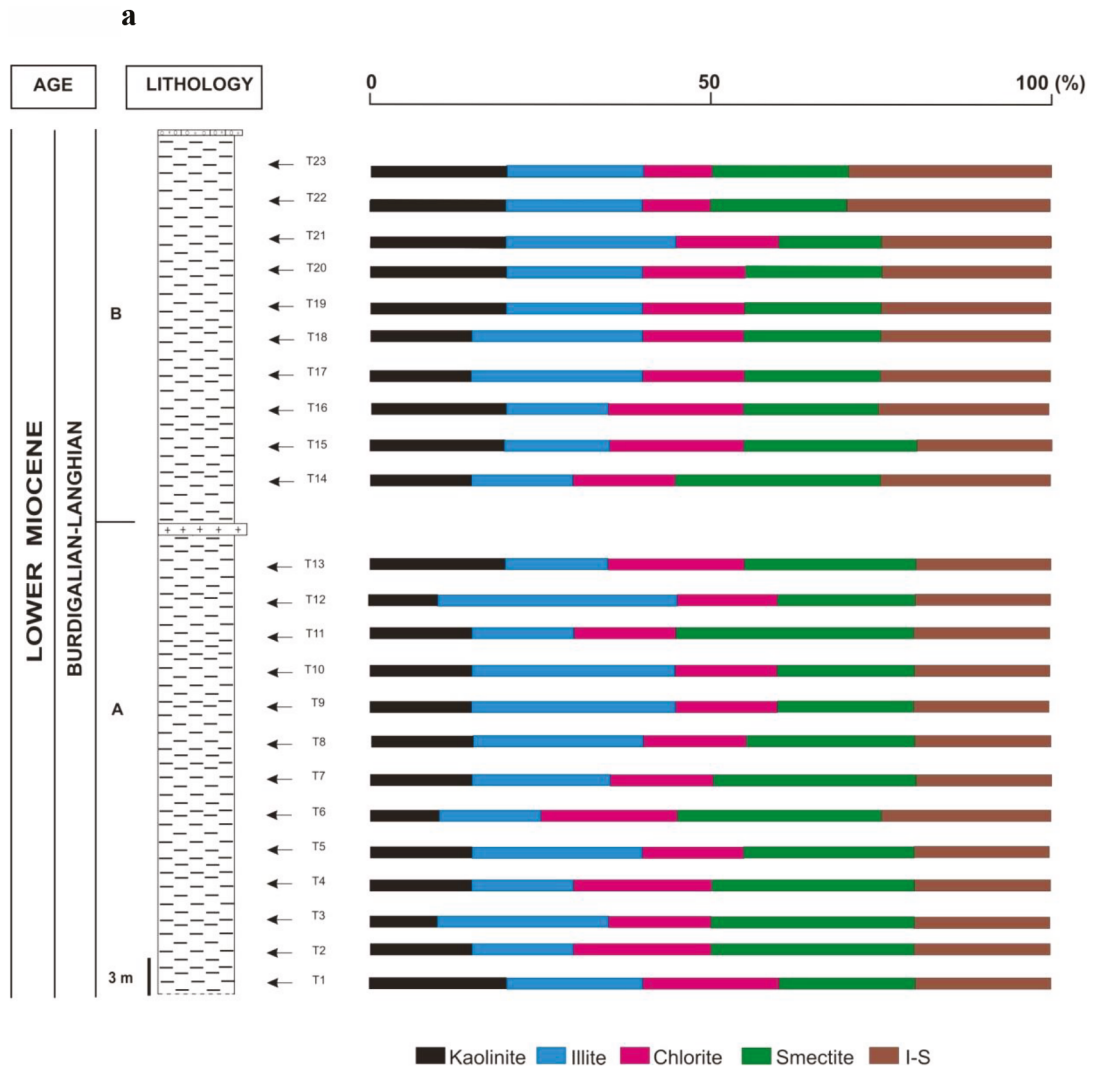 a
AGE
LITHOLOGY
0
50
100 (%)
LOWER MIOCENE
BURDIGALIAN-LANGHIAN
B
A
3 m
T23
T22
T21
T20
T19
T18
T17
T16
T15
T14
T13
T12
T11
T10
T9
T8
T7
T6
T5
T4
T3
T2
T1
Kaolinite
Illite
Chlorite
Smectite
I-S